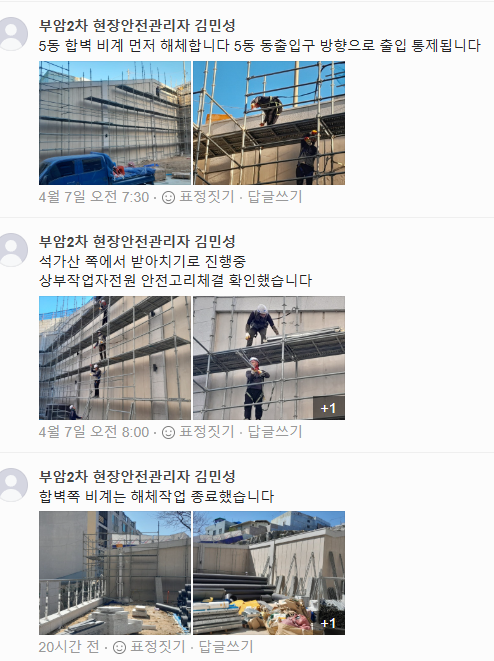 부암2차 현장안전관리자 김민성
5동 합벽 비계 먼저 해체합니다 5동 동출입구 방향으로 출입 통제됩니다
4월 7일 오전 7:30 · 표정짓기 · 답글쓰기
부암2차 현장안전관리자 김민성
석가산 쪽에서 받아치기로 진행중
상부작업자전원 안전고리체결 확인했습니다
+1
4월 7일 오전 8:00 · 표정짓기 · 답글쓰기
부암2차 현장안전관리자 김민성
합벽쪽 비계는 해체작업 종료했습니다
+1
20시간 전 · 표정짓기 · 답글쓰기